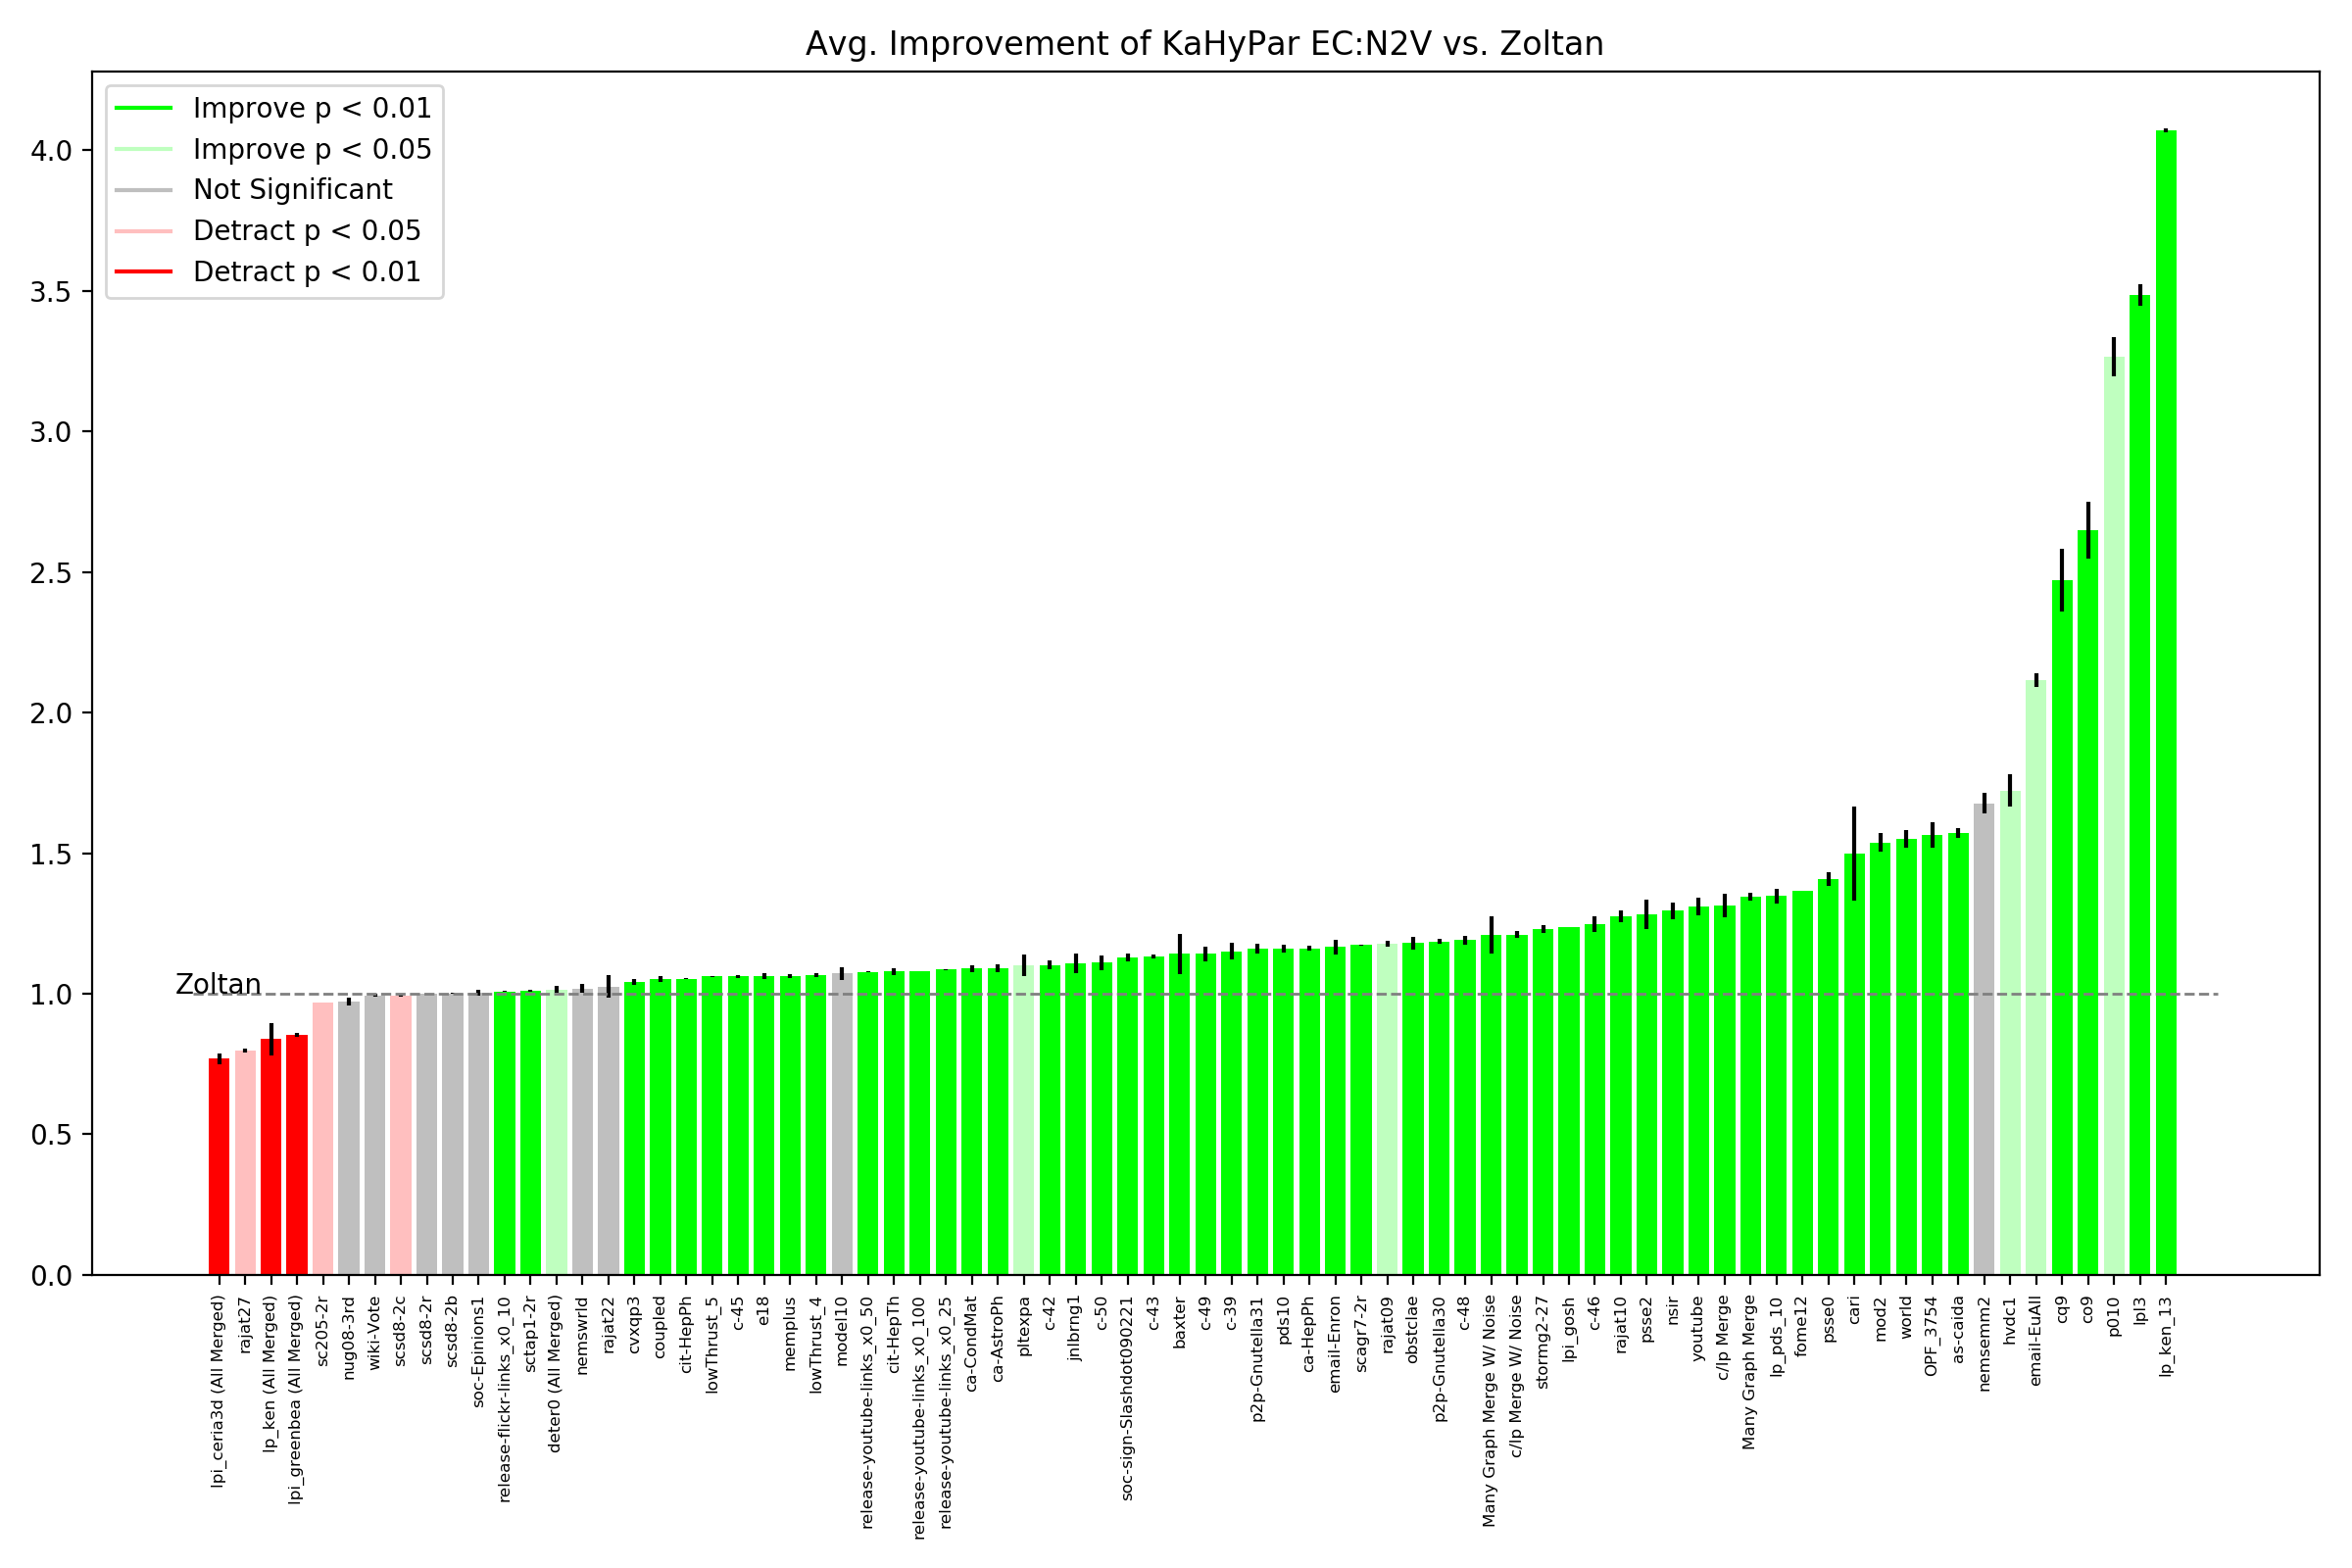 Avg. Improvement of KaHyPar EC:N2V vs. Zoltan
Improve p < 0.01
Improve p < 0.05
Not Significant
Detract p < 0.05
Detract p < 0.01
4.0
3.5
3.0
2.5
2.0
1.5
1.0
0.5
0.0
Zoltan
lpi_ceria3d (All Merged)
rajat27
lp_ken (All Merged)
lpi_greenbea (All Merged)
sc205-2r
nug08-3rd
wiki-Vote
scsd8-2c
scsd8-2r
scsd8-2b
soc-Epinions1
release-flickr-links_x0_10
sctap1-2r
deter0 (All Merged)
nemswrld
rajat22
cvxqp3
coupled
cit-HepPh
lowThrust_5
c-45
e18
memplus
lowThrust_4
model10
release-youtube-links_x0_50
cit-HepTh
release-youtube-links_x0_100
release-youtube-links_x0_25
ca-CondMat
ca-AstroPh
pltexpa
c-42
jnlbrng1
c-50
soc-sign-Slashdot090221
c-43
baxter
c-49
c-39
p2p-Gnutella31
pds10
ca-HepPh
email-Enron
scagr7-2r
rajat09
obstclae
p2p-Gnutella30
c-48
Many Graph Merge W/ Noise
c/lp Merge W/ Noise
stormg2-27
lpi_gosh
c-46
rajat10
psse2
nsir
youtube
c/lp Merge
Many Graph Merge
lp_pds_10
fome12
psse0
cari
mod2
world
OPF_3754
as-caida
nemsemm2
hvdc1
email-EuAll
cq9
co9
p010
lpl3
lp_ken_13